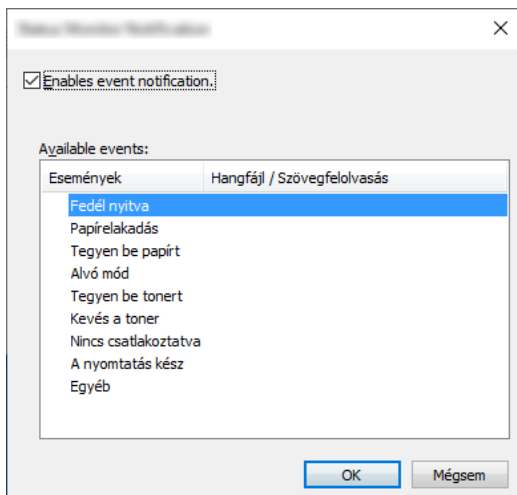 Enables event notification.
Available events:
Események Hangfájl / Szövegfelolvasás
Fedél nyitva
Papírelakadás
Tegyen be papírt
Alvó mód
Tegyen be tonert
Kevés a toner
Nincs csatlakoztatva
A nyomtatás kész
Egyéb
OK Mégsem